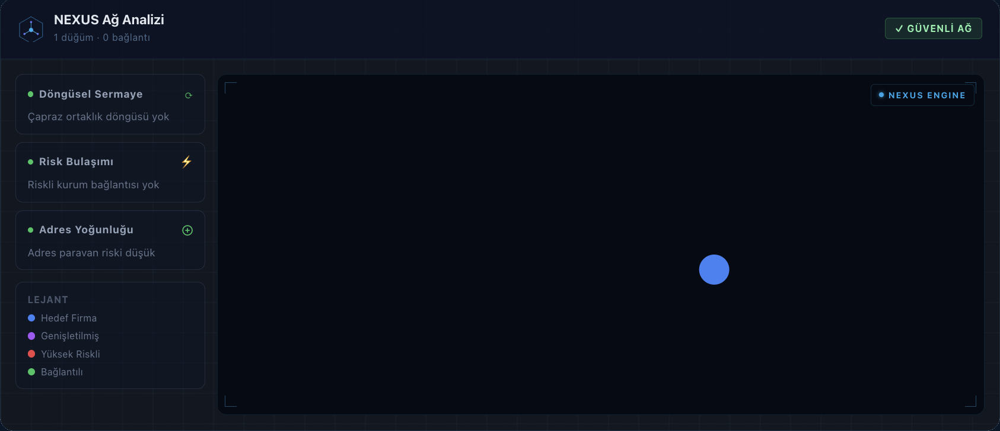 NEXUS Ağ Analizi
1 düğüm · 0 bağlantı
✓ GÜVENLİ AĞ
Döngüsel Sermaye
Çapraz ortaklık döngüsü yok
Risk Bulaşımı
Riskli kurum bağlantısı yok
Adres Yoğunluğu
Adres paravan riski düşük
LEJANT
Hedef Firma
Genişletilmiş
Yüksek Riskli
Bağlantılı
NEXUS ENGINE